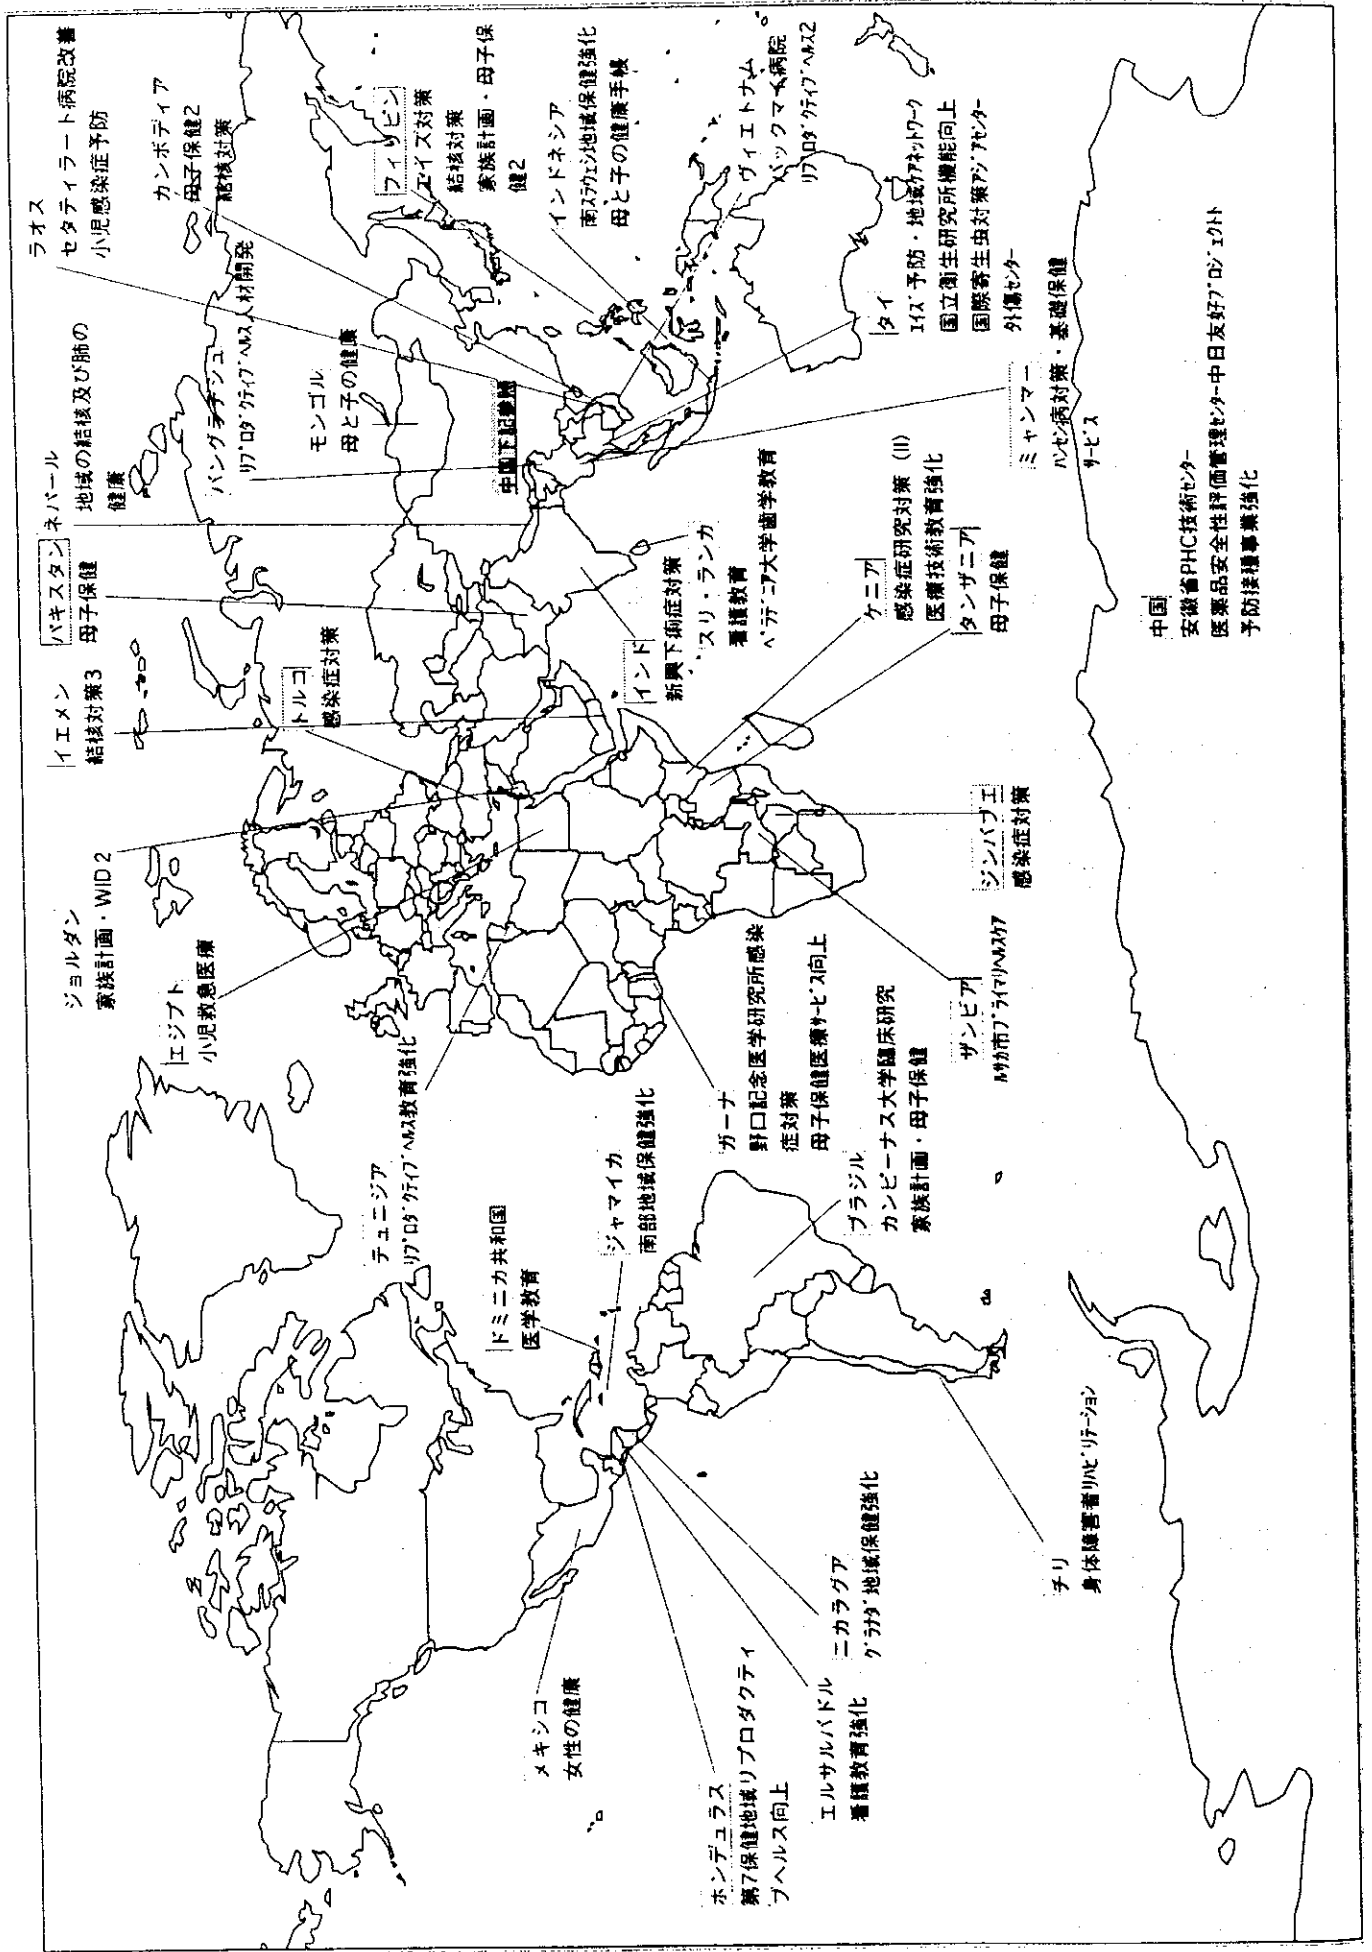 ラオス
セタティラート病院改善
小児感染症予防
カンボディア
母子保健2
結核対策
フィリピン
エイズ対策
結核対策
家族計画・母子保
健2
インドネシア
南スラウェシ地域保健強化
母と子の健康手帳
ヴィエトナム
バックマイ病院
リプロダクティブヘルス2
タイ
エイズ予防・地域ケアネットワーク
国立衛生研究所機能向上
国際寄生虫対策アジアセンター
外傷センター
ミャンマー
ハンセン病対策・基礎保健
サービス
中国
安徽省PHC技術センター
医薬品安全性評価管理センター中日友好プロジェクト
予防接種事業強化
バングラデシュ
リプロダクティブヘルス人材開発
モンゴル
母と子の健康
中国下記参照
ネパール
地域の結核及び肺の
健康
パキスタン
母子保健
イエメン
結核対策3
トルコ
感染症対策
インド
新興下痢症対策
スリ・ランカ
看護教育
ペラデニア大学歯学教育
ケニア
感染症研究対策 (II)
医療技術教育強化
タンザニア
母子保健
ジンバブエ
感染症対策
ザンビア
ルサカ市プライマリヘルスケア
ジョルダン
家族計画・WID 2
エジプト
小児救急医療
テュニジア
リプロダクティブヘルス教育強化
ガーナ
野口記念医学研究所感染
症対策
母子保健医療サービス向上
ドミニカ共和国
医学教育
ジャマイカ
南部地域保健強化
ブラジル
カンピーナス大学臨床研究
家族計画・母子保健
チリ
身体障害者リハビリテーション
メキシコ
女性の健康
ニカラグア
グラナダ地域保健強化
エルサルバドル
看護教育強化
ホンデュラス
第7保健地域リプロダクティ
ブヘルス向上